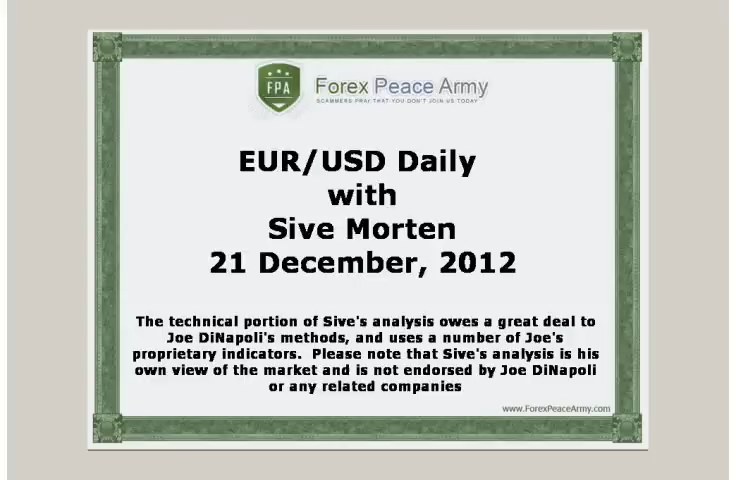 FPA
Forex Peace Army
SCAMMERS PRAY THAT YOU DON'T JOIN US TODAY
EUR/USD Daily
with
Sive Morten
21 December, 2012
The technical portion of Sive's analysis owes a great deal to
Joe DiNapoli's methods, and uses a number of Joe's
proprietary indicators.  Please note that Sive's analysis is his
own view of the market and is not endorsed by Joe DiNapoli
or any related companies
www.ForexPeaceArmy.com